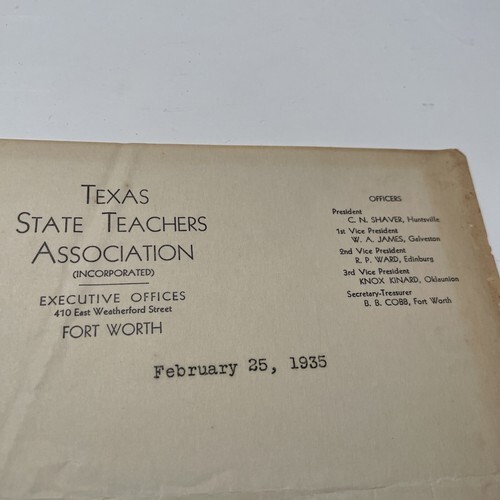 TEXAS
STATE TEACHERS
ASSOCIATION
(INCORPORATED)
EXECUTIVE OFFICES
410 East Weatherford Street
FORT WORTH
OFFICERS
President
C. N. SHAVER, Huntsville
1st Vice President
W. A. JAMES, Galveston
2nd Vice President
R. P. WARD, Edinburg
3rd Vice President
KNOX KINARD, Oklaunion
Secretary-Treasurer
B. B. COBB, Fort Worth
February 25, 1935